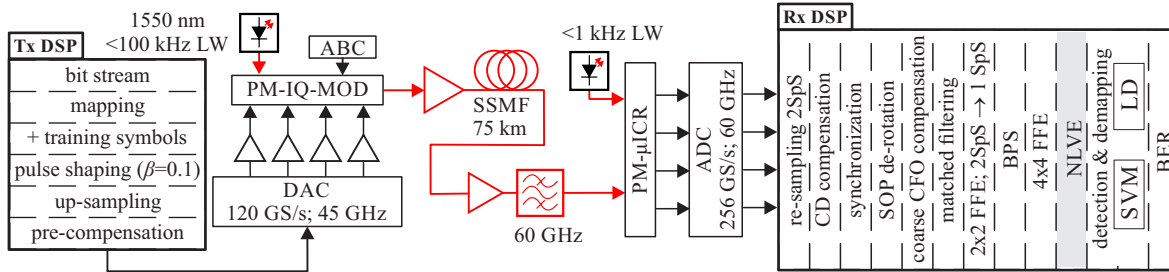 Tx DSP
bit stream
mapping
+ training symbols
pulse shaping (β=0.1)
up-sampling
pre-compensation
1550 nm
<100 kHz LW
ABC
PM-IQ-MOD
DAC
120 GS/s; 45 GHz
SSMF
75 km
60 GHz
<1 kHz LW
PM-µICR
ADC
256 GS/s; 60 GHz
Rx DSP
re-sampling 2SpS
CD compensation
synchronization
SOP de-rotation
coarse CFO compensation
matched filtering
2x2 FFE; 2SpS → 1 SpS
BPS
4x4 FFE
NLVE
detection & demapping
SVM
LD
BER